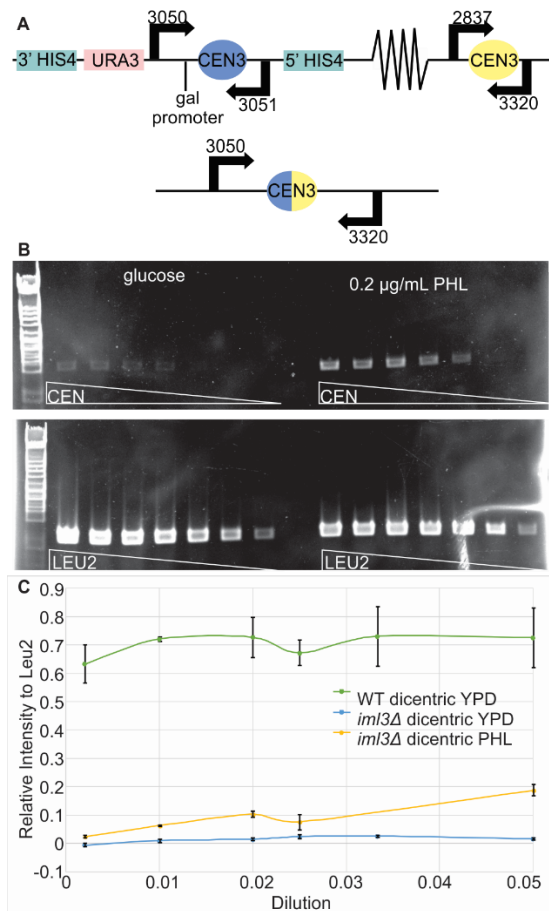 A
3050
2837
3' HIS4
URA3
CEN3
5' HIS4
CEN3
gal
promoter
3051
3320
3050
CEN3
3320
B
glucose
0.2 µg/mL PHL
CEN
CEN
LEU2
LEU2
C
0.9
0.8
0.7
0.6
0.5
0.4
0.3
0.2
0.1
0
-0.1
Relative Intensity to Leu2
WT dicentric YPD
iml3Δ dicentric YPD
iml3Δ dicentric PHL
0
0.01
0.02
0.03
0.04
0.05
Dilution